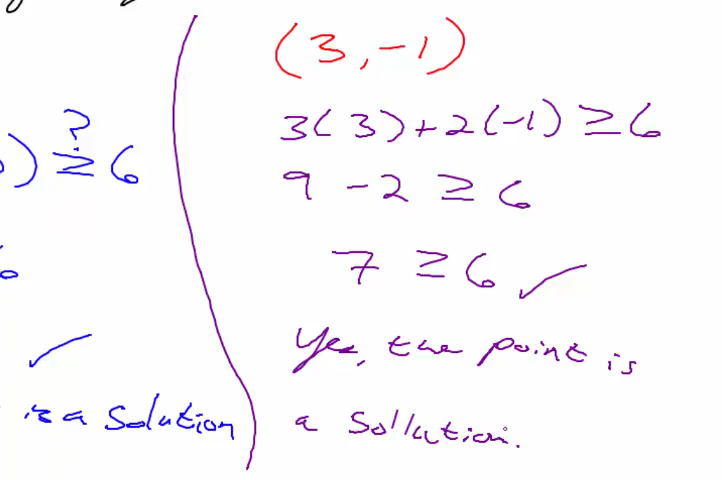 ?
) ≥ 6
✓
is a solution
(3, -1)
3(3)+2(-1) ≥ 6
9 - 2 ≥ 6
7 ≥ 6 ✓
Yes, the point is
a sollution.